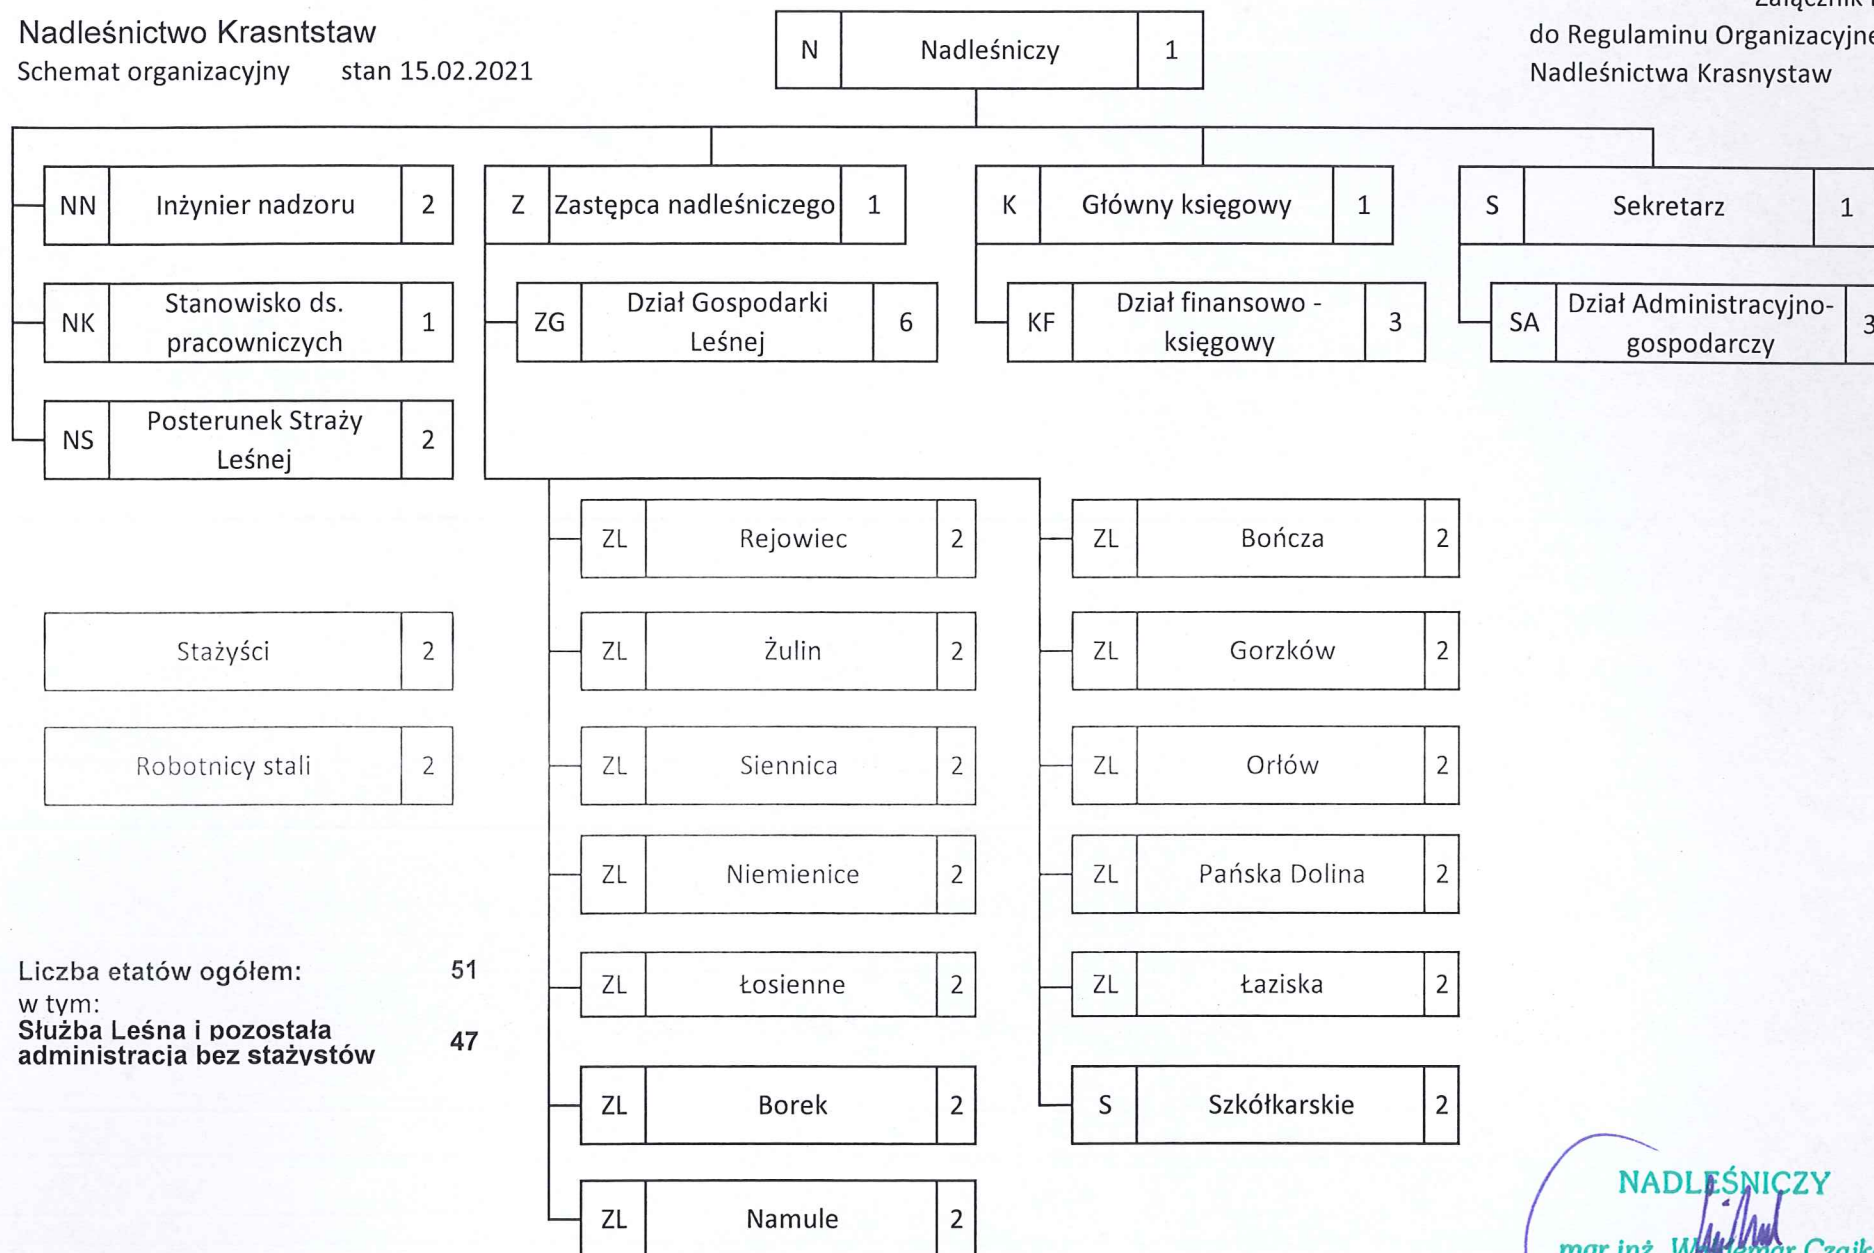 Nadleśnictwo Krasntstaw
Schemat organizacyjny stan 15.02.2021
do Regulaminu
Nadleśnictwa Krasnystaw
N Nadleśniczy 1
NN Inżynier nadzoru 2
Z Zastępca nadleśniczego 1
K Główny księgowy 1
S Sekretarz 1
NK Stanowisko ds.
pracowniczych 1
ZG Dział Gospodarki
Leśnej 6
KF Dział finansowo -
księgowy 3
SA Dział Administracyjno-
gospodarczy 3
NS Posterunek Straży
Leśnej 2
ZL Rejowiec 2
ZL Bończa 2
Stażyści 2
ZL Żulin 2
ZL Gorzków 2
Robotnicy stali 2
ZL Siennica 2
ZL Orłów 2
ZL Niemienice 2
ZL Pańska Dolina 2
Liczba etatów ogółem: 51
w tym:
Służba Leśna i pozostała
administracja bez stażystów 47
ZL Łosienne 2
ZL Łaziska 2
ZL Borek 2
S Szkółkarskie 2
ZL Namule 2
NADLEŚNICZY
mgr inż.